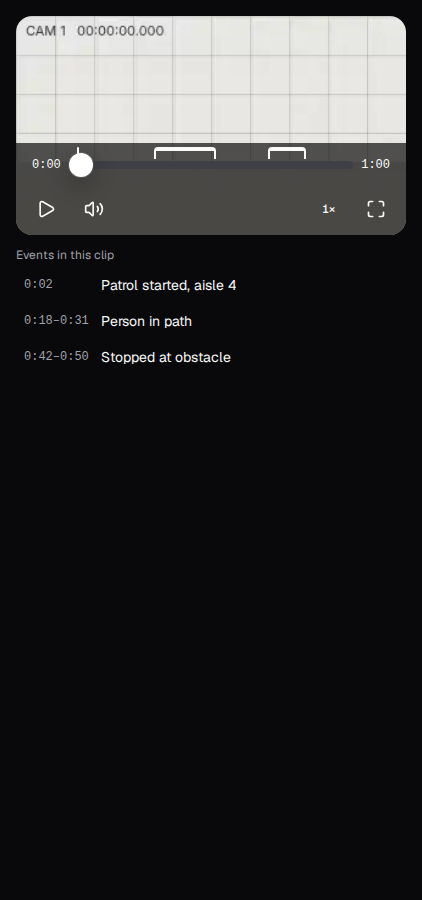 CAM 1 00:00:00.000
0:00 1:00
1×
Events in this clip
0:02 Patrol started, aisle 4
0:18–0:31 Person in path
0:42–0:50 Stopped at obstacle